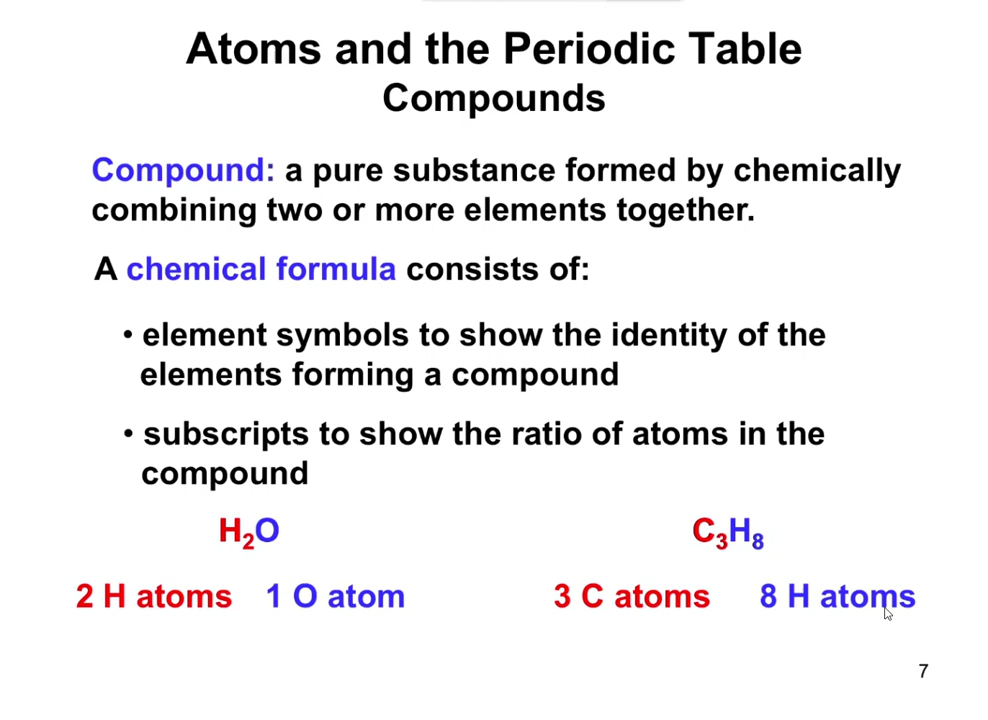 Atoms and the Periodic Table
Compounds
Compound: a pure substance formed by chemically
combining two or more elements together.
A chemical formula consists of:
• element symbols to show the identity of the
elements forming a compound
• subscripts to show the ratio of atoms in the
compound
H₂O C₃H₈
2 H atoms 1 O atom 3 C atoms 8 H atoms
7